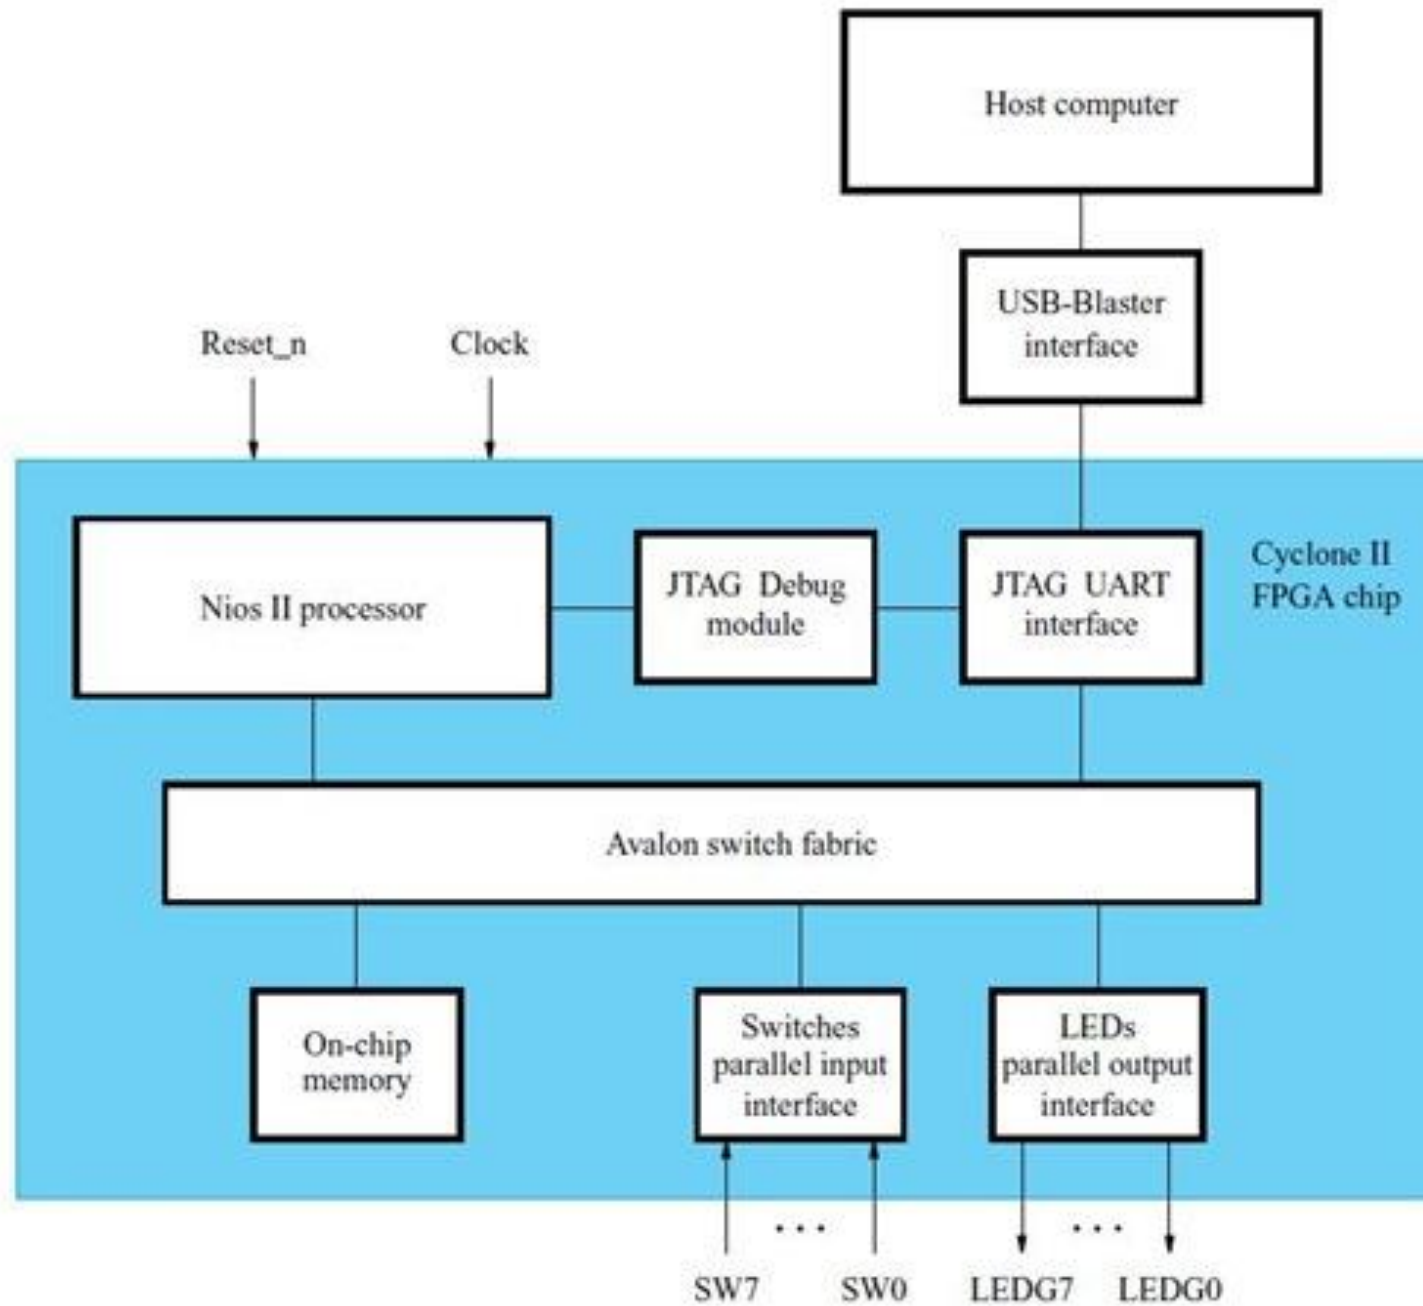 Host computer
USB-Blaster
interface
Reset_n
Clock
Nios II processor
JTAG Debug
module
JTAG UART
interface
Cyclone II
FPGA chip
Avalon switch fabric
On-chip
memory
Switches
parallel input
interface
LEDs
parallel output
interface
SW7
. . .
SW0
LEDG7
. . .
LEDG0